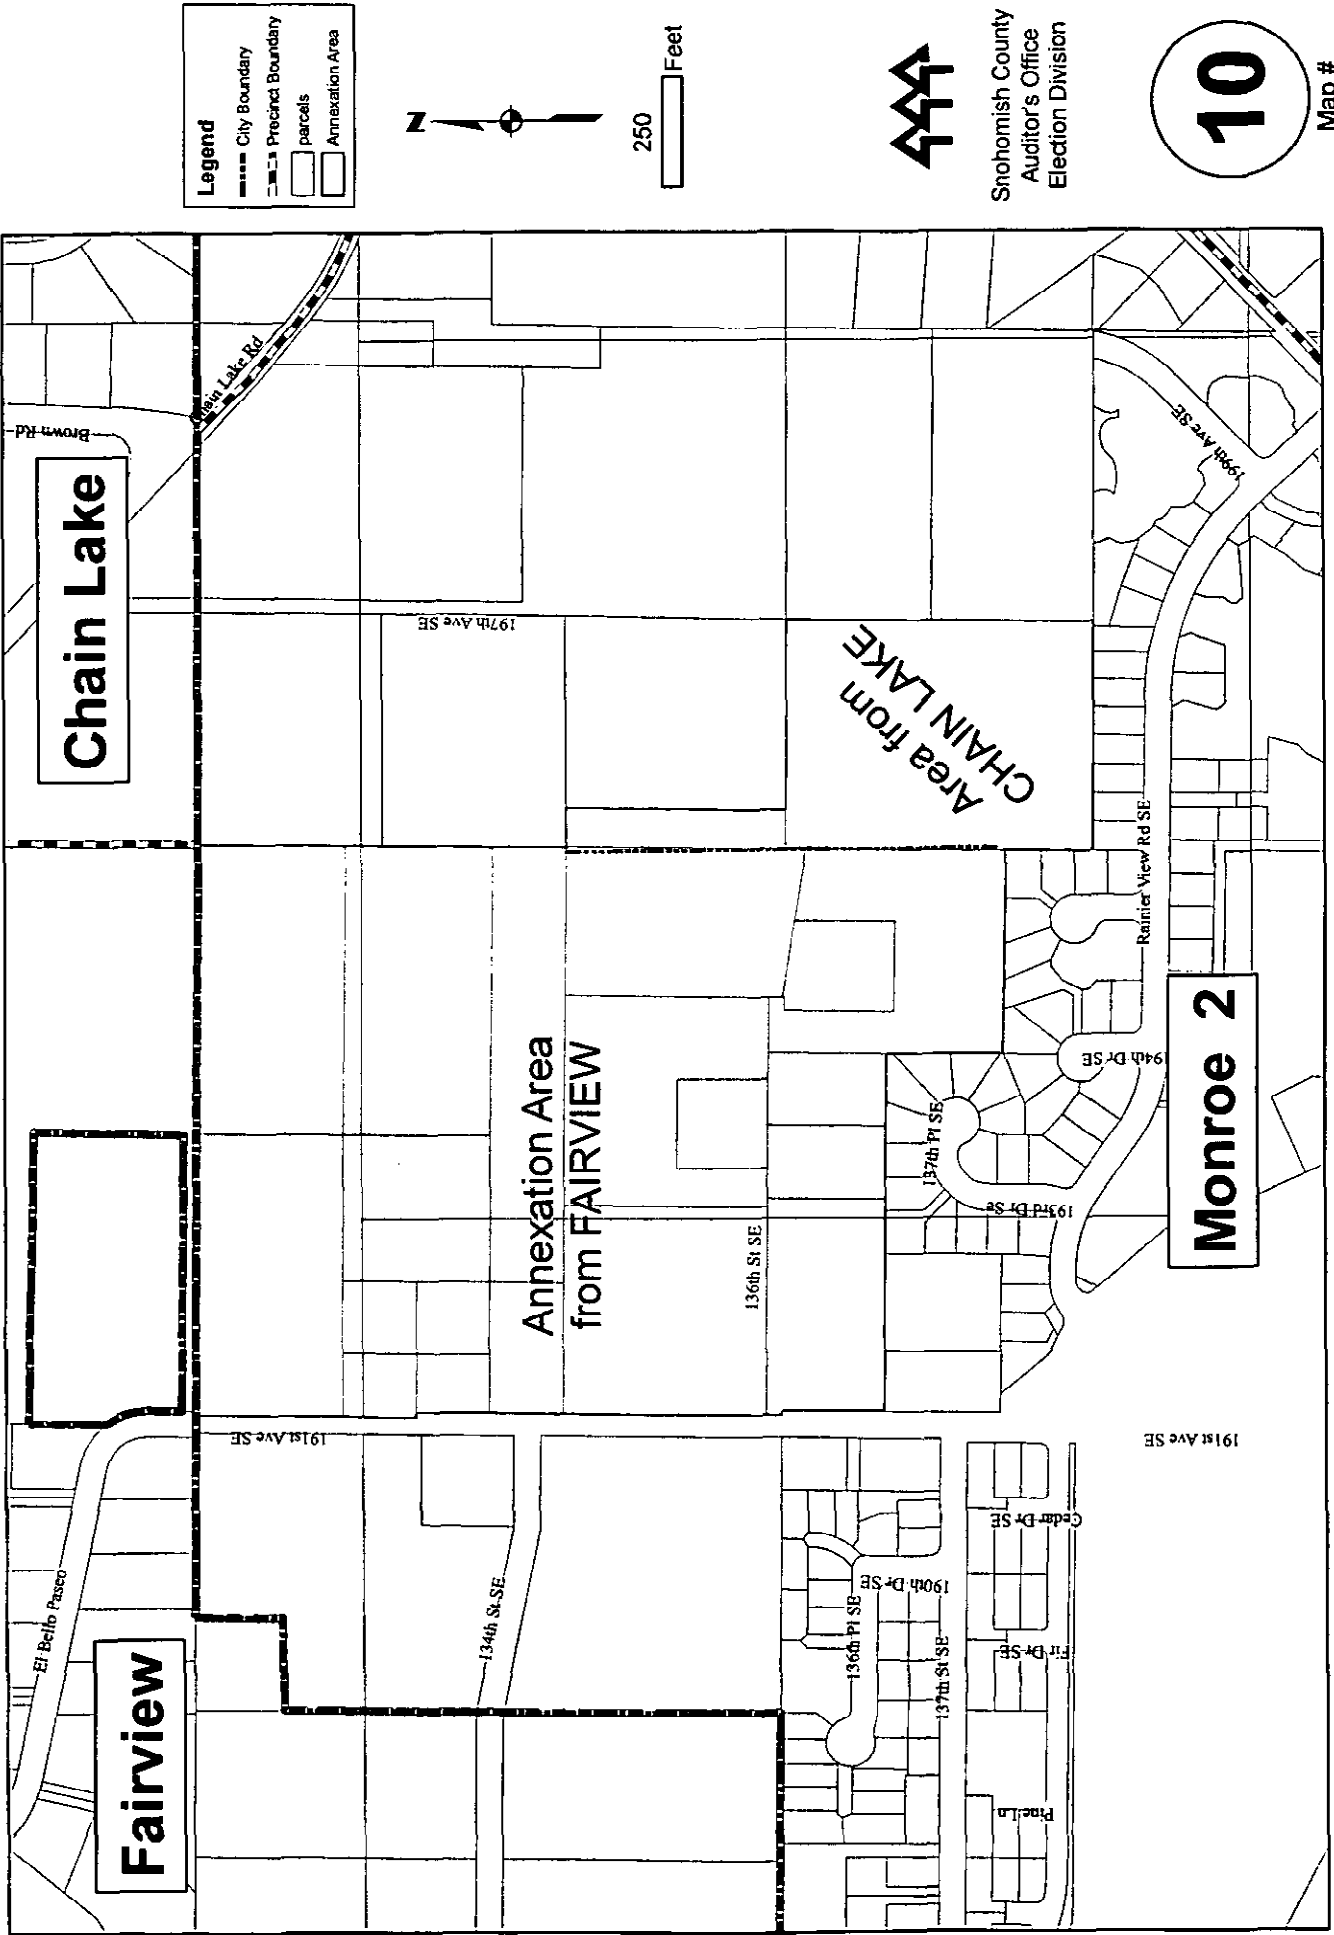 Fairview
Chain Lake
El Bello Paseo
Brown Rd
191st Ave SE
134th St SE
Annexation Area
from FAIRVIEW
197th Ave SE
136th St SE
Area from
CHAIN LAKE
190th Dr SE
136th Pl SE
137th St SE
Cedar Dr SE
Fir Dr SE
Pine Ln
191st Ave SE
137th Pl SE
193rd Dr Se
194th Dr SE
Rainier View Rd SE
199th Ave SE
Monroe 2
Lake Rd
Legend
City Boundary
Precinct Boundary
parcels
Annexation Area
N
250
Feet
Snohomish County
Auditor's Office
Election Division
10
Map #